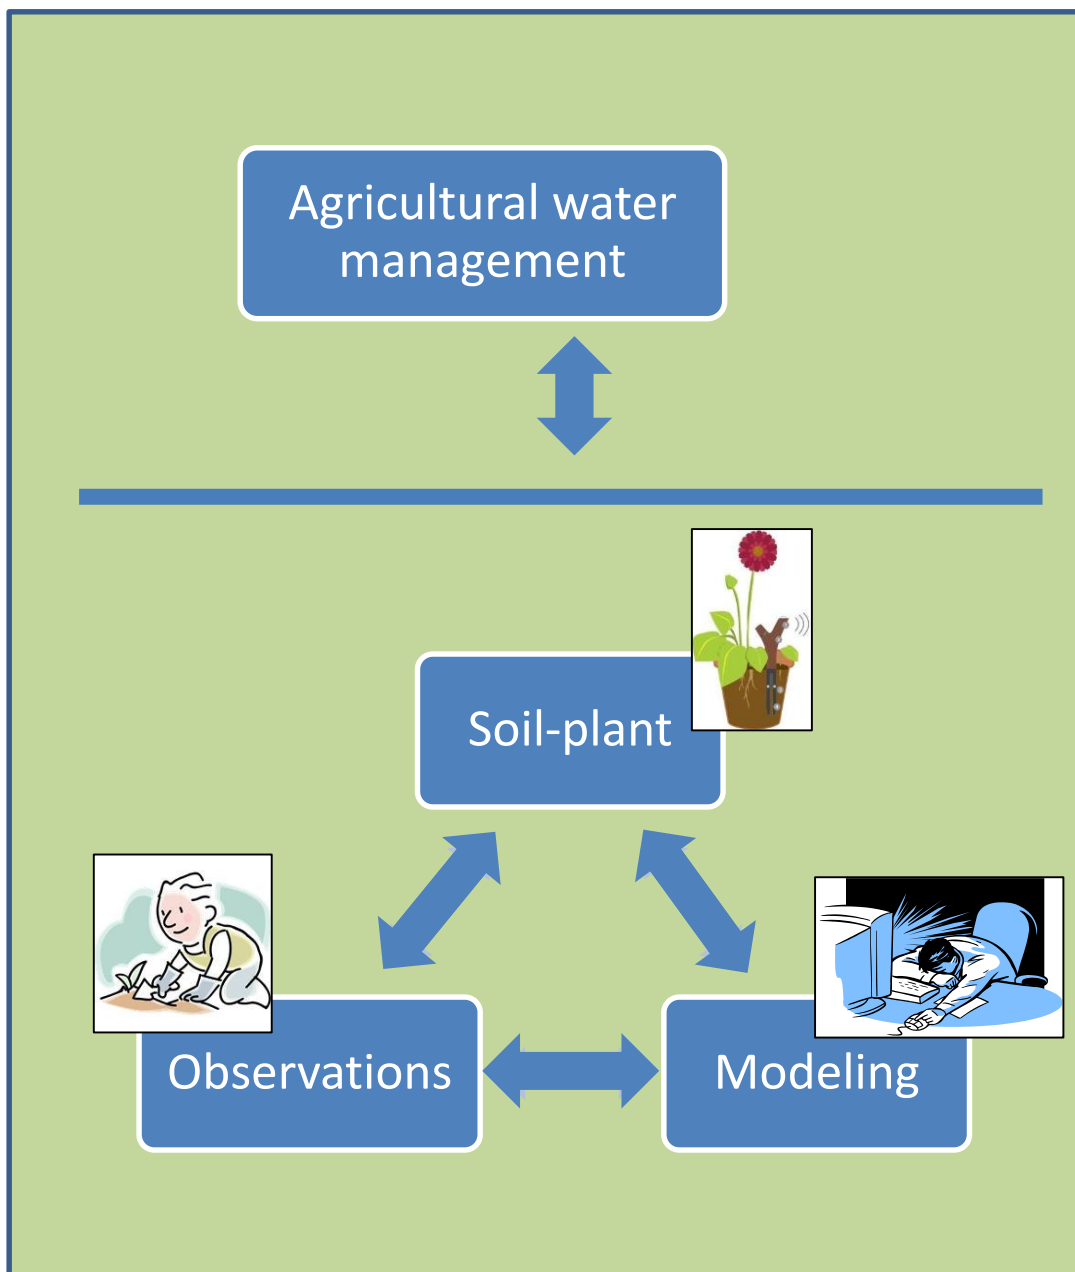 Agricultural water
management
Soil-plant
Observations
Modeling